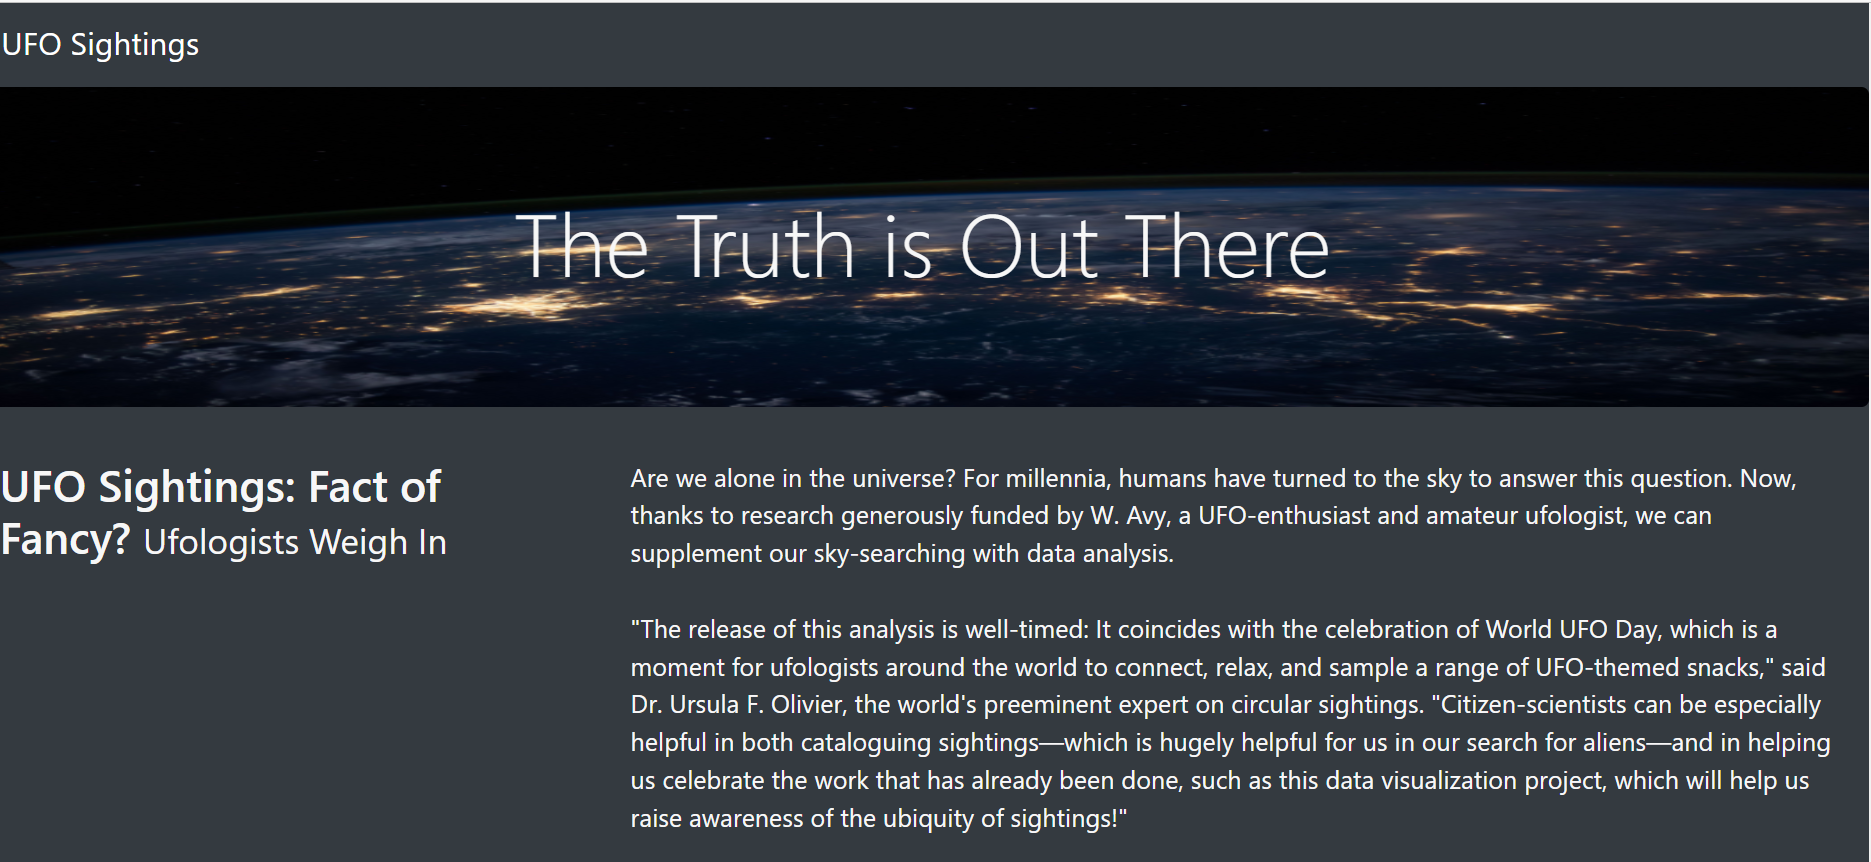 UFO Sightings
The Truth is Out There
UFO Sightings: Fact of
Fancy? Ufologists Weigh In
Are we alone in the universe? For millennia, humans have turned to the sky to answer this question. Now,
thanks to research generously funded by W. Avy, a UFO-enthusiast and amateur ufologist, we can
supplement our sky-searching with data analysis.
"The release of this analysis is well-timed: It coincides with the celebration of World UFO Day, which is a
moment for ufologists around the world to connect, relax, and sample a range of UFO-themed snacks," said
Dr. Ursula F. Olivier, the world's preeminent expert on circular sightings. "Citizen-scientists can be especially
helpful in both cataloguing sightings—which is hugely helpful for us in our search for aliens—and in helping
us celebrate the work that has already been done, such as this data visualization project, which will help us
raise awareness of the ubiquity of sightings!"